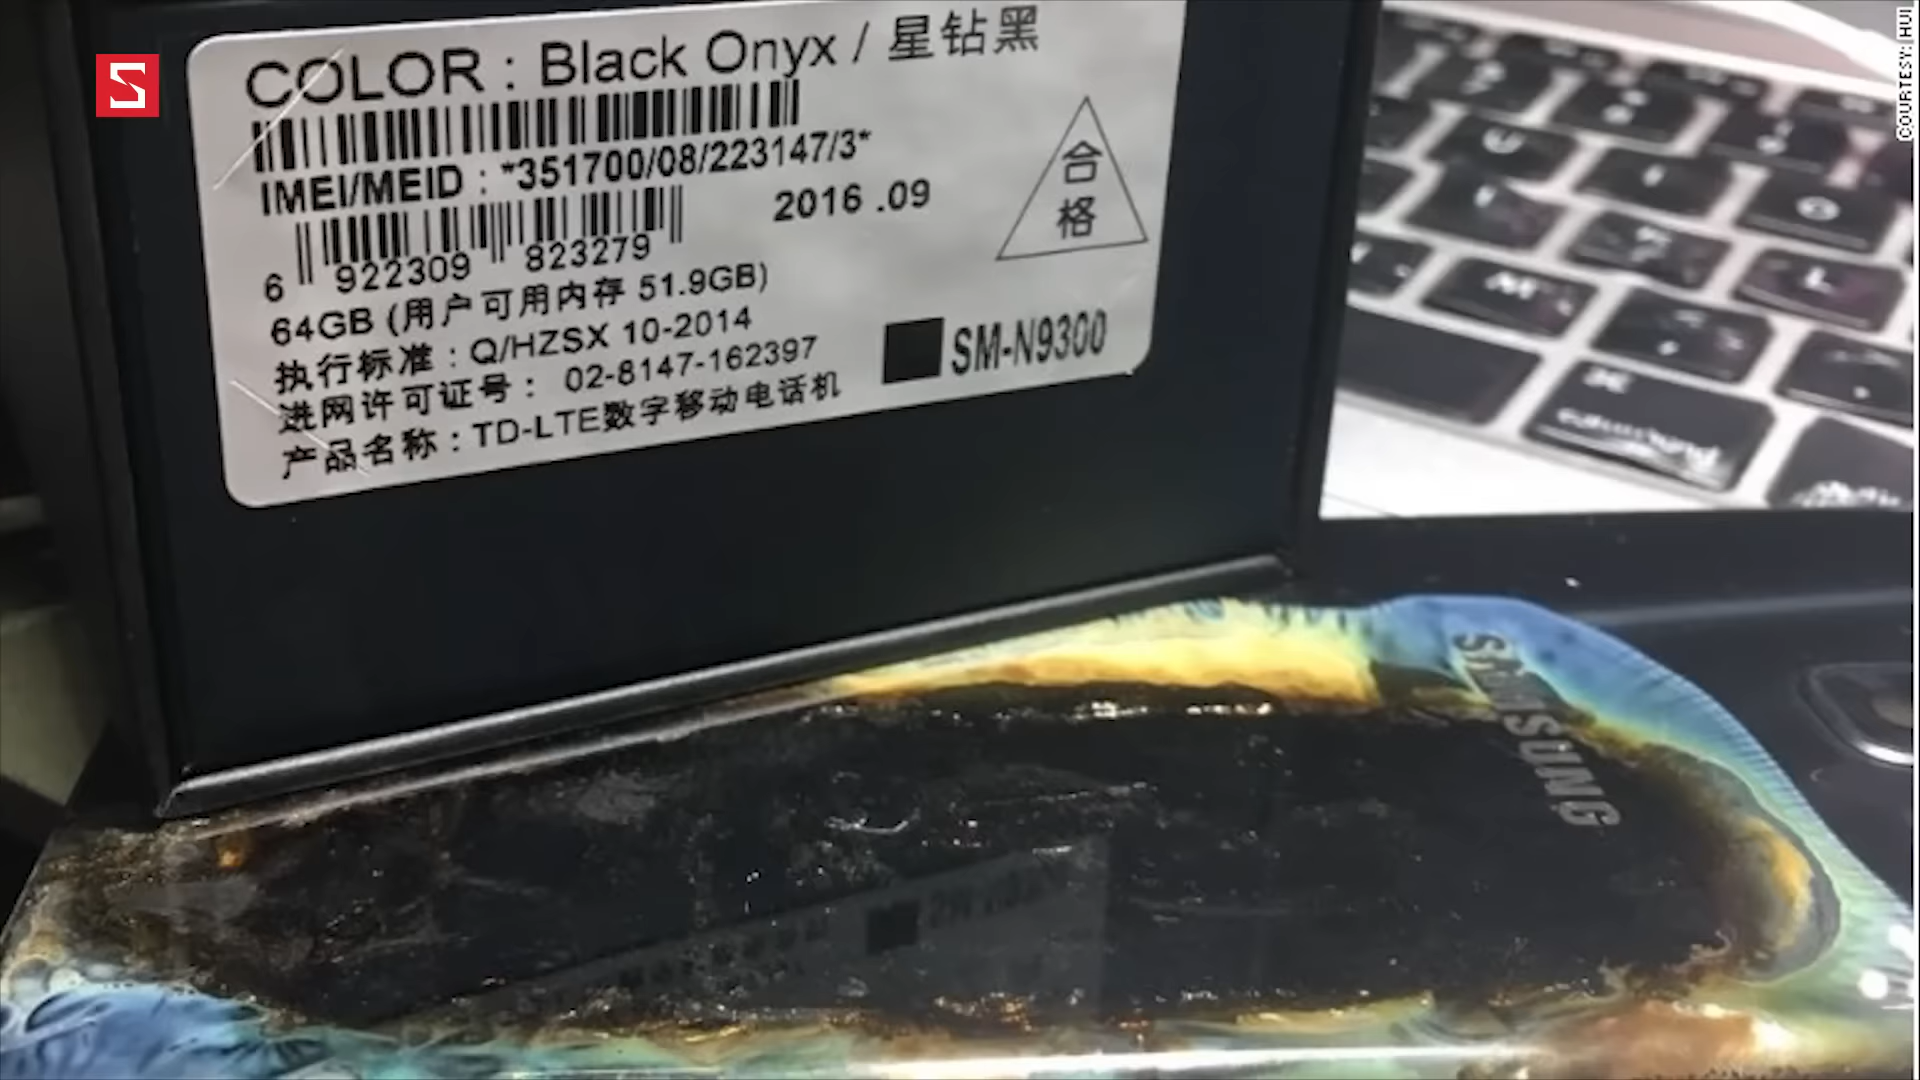 COLOR : Black Onyx / 星钻黑
IMEI/MEID : *351700/08/223147/3*
2016 .09
合
格
6 922309 823279
64GB (用户可用内存 51.9GB)
执行标准 : Q/HZSX 10-2014
进网许可证号 : 02-8147-162397
产品名称 : TD-LTE数字移动电话机
SM-N9300
SAMSUNG
COURTESY: HUI
S
U
I
O
L
M
command